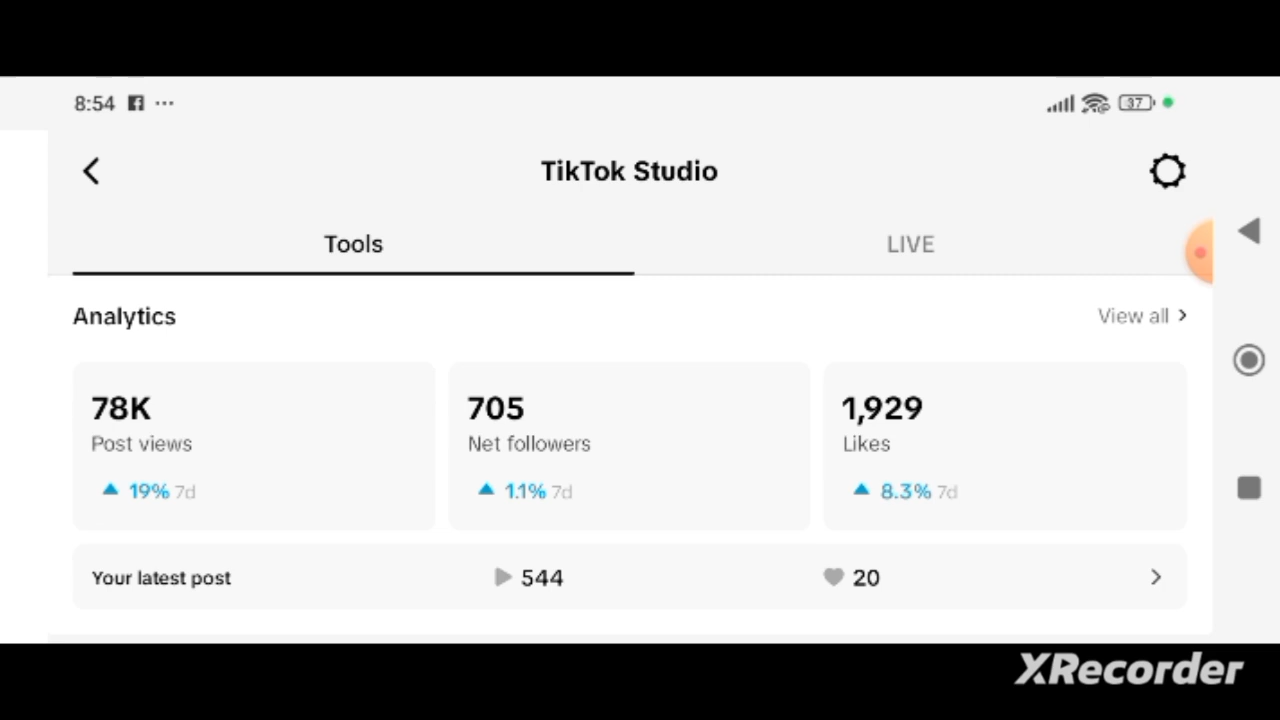 8:54
37
TikTok Studio
Tools LIVE
Analytics View all
78K 705 1,929
Post views Net followers Likes
19% 7d 1.1% 7d 8.3% 7d
Your latest post 544 20
XRecorder